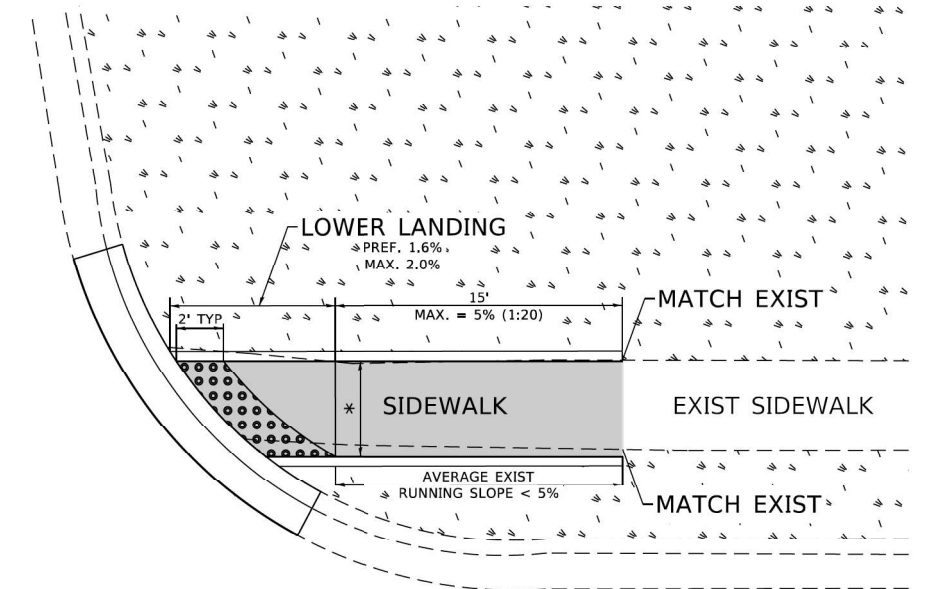 LOWER LANDING
PREF. 1.6%
MAX. 2.0%
15'
MAX. = 5% (1:20)
MATCH EXIST
2' TYP
*
SIDEWALK
EXIST SIDEWALK
AVERAGE EXIST
RUNNING SLOPE < 5%
MATCH EXIST